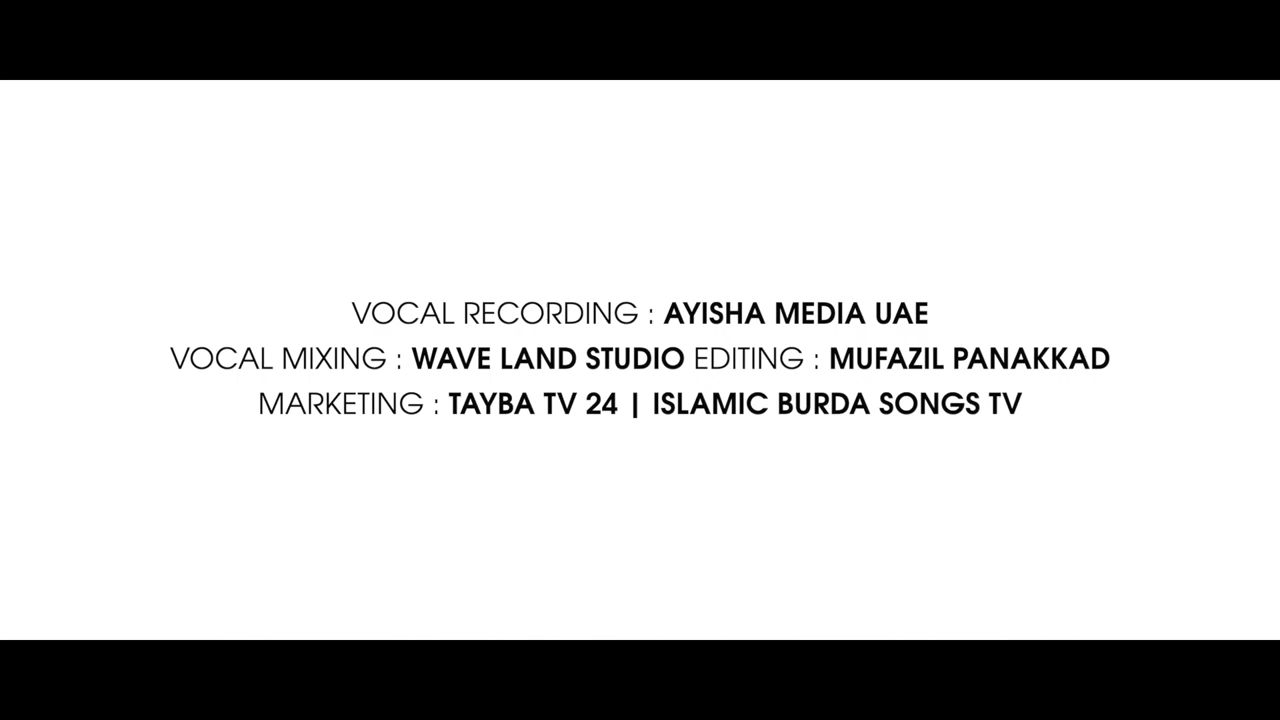 VOCAL RECORDING : AYISHA MEDIA UAE
VOCAL MIXING : WAVE LAND STUDIO EDITING : MUFAZIL PANAKKAD
MARKETING : TAYBA TV 24 | ISLAMIC BURDA SONGS TV